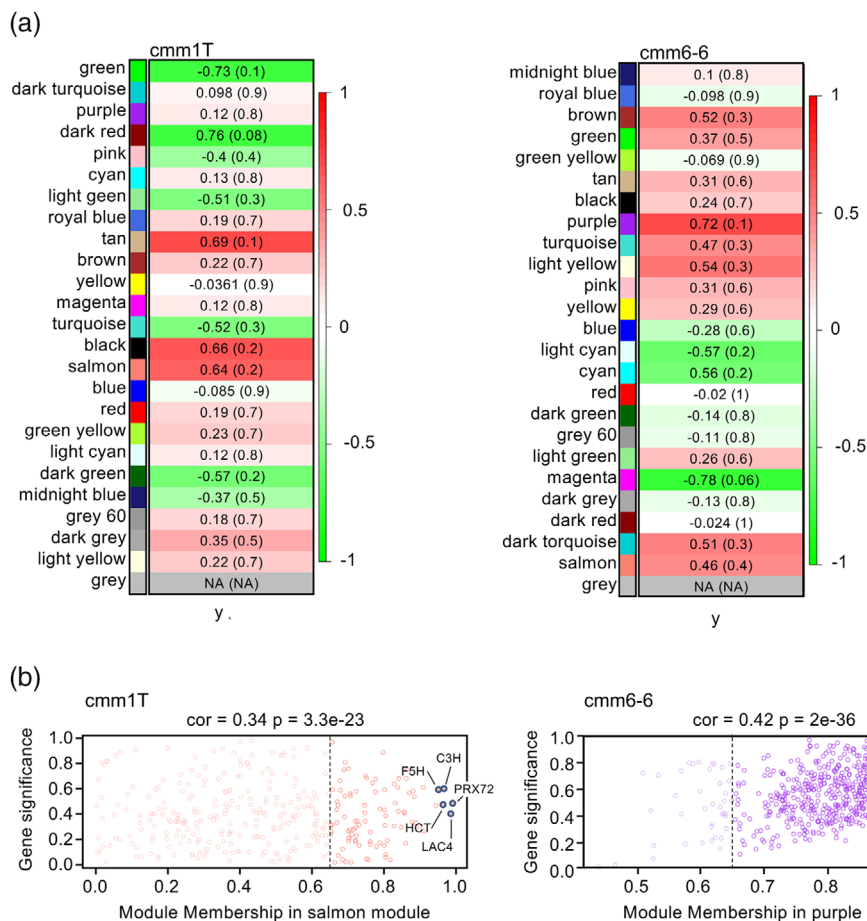 (a)
cmm1T
green -0.73 (0.1)
dark turquoise 0.098 (0.9)
purple 0.12 (0.8)
dark red 0.76 (0.08)
pink -0.4 (0.4)
cyan 0.13 (0.8)
light geen -0.51 (0.3)
royal blue 0.19 (0.7)
tan 0.69 (0.1)
brown 0.22 (0.7)
yellow -0.0361 (0.9)
magenta 0.12 (0.8)
turquoise -0.52 (0.3)
black 0.66 (0.2)
salmon 0.64 (0.2)
blue -0.085 (0.9)
red 0.19 (0.7)
green yellow 0.23 (0.7)
light cyan 0.12 (0.8)
dark green -0.57 (0.2)
midnight blue -0.37 (0.5)
grey 60 0.18 (0.7)
dark grey 0.35 (0.5)
light yellow 0.22 (0.7)
grey NA (NA)
y
1
0.5
0
-0.5
-1
cmm6-6
midnight blue 0.1 (0.8)
royal blue -0.098 (0.9)
brown 0.52 (0.3)
green 0.37 (0.5)
green yellow -0.069 (0.9)
tan 0.31 (0.6)
black 0.24 (0.7)
purple 0.72 (0.1)
turquoise 0.47 (0.3)
light yellow 0.54 (0.3)
pink 0.31 (0.6)
yellow 0.29 (0.6)
blue -0.28 (0.6)
light cyan -0.57 (0.2)
cyan 0.56 (0.2)
red -0.02 (1)
dark green -0.14 (0.8)
grey 60 -0.11 (0.8)
light green 0.26 (0.6)
magenta -0.78 (0.06)
dark grey -0.13 (0.8)
dark red -0.024 (1)
dark torquoise 0.51 (0.3)
salmon 0.46 (0.4)
grey NA (NA)
y
1
0.5
0
-0.5
-1
(b)
cmm1T
cor = 0.34 p = 3.3e-23
Gene significance
1.0
0.8
0.6
0.4
0.2
0.0
F5H
C3H
PRX72
HCT
LAC4
0.0 0.2 0.4 0.6 0.8 1.0
Module Membership in salmon module
cmm6-6
cor = 0.42 p = 2e-36
Gene significance
1.0
0.8
0.6
0.4
0.2
0.0
0.5 0.6 0.7 0.8
Module Membership in purple